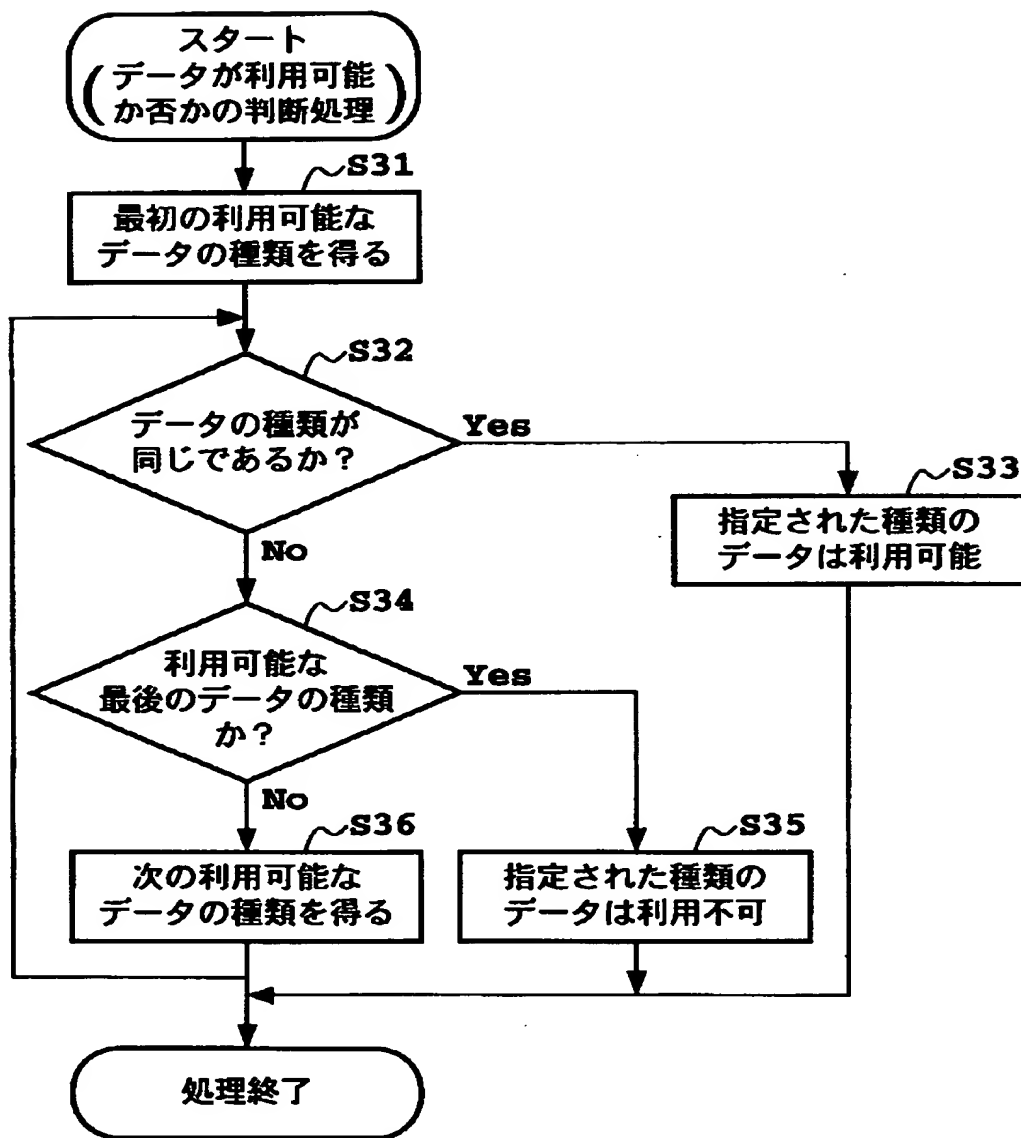 スタート
(データが利用可能
か否かの判断処理)
S31
最初の利用可能な
データの種類を得る
S32
データの種類が
同じであるか？
Yes
No
S33
指定された種類の
データは利用可能
S34
利用可能な
最後のデータの種類
か？
Yes
No
S36
次の利用可能な
データの種類を得る
S35
指定された種類の
データは利用不可
処理終了